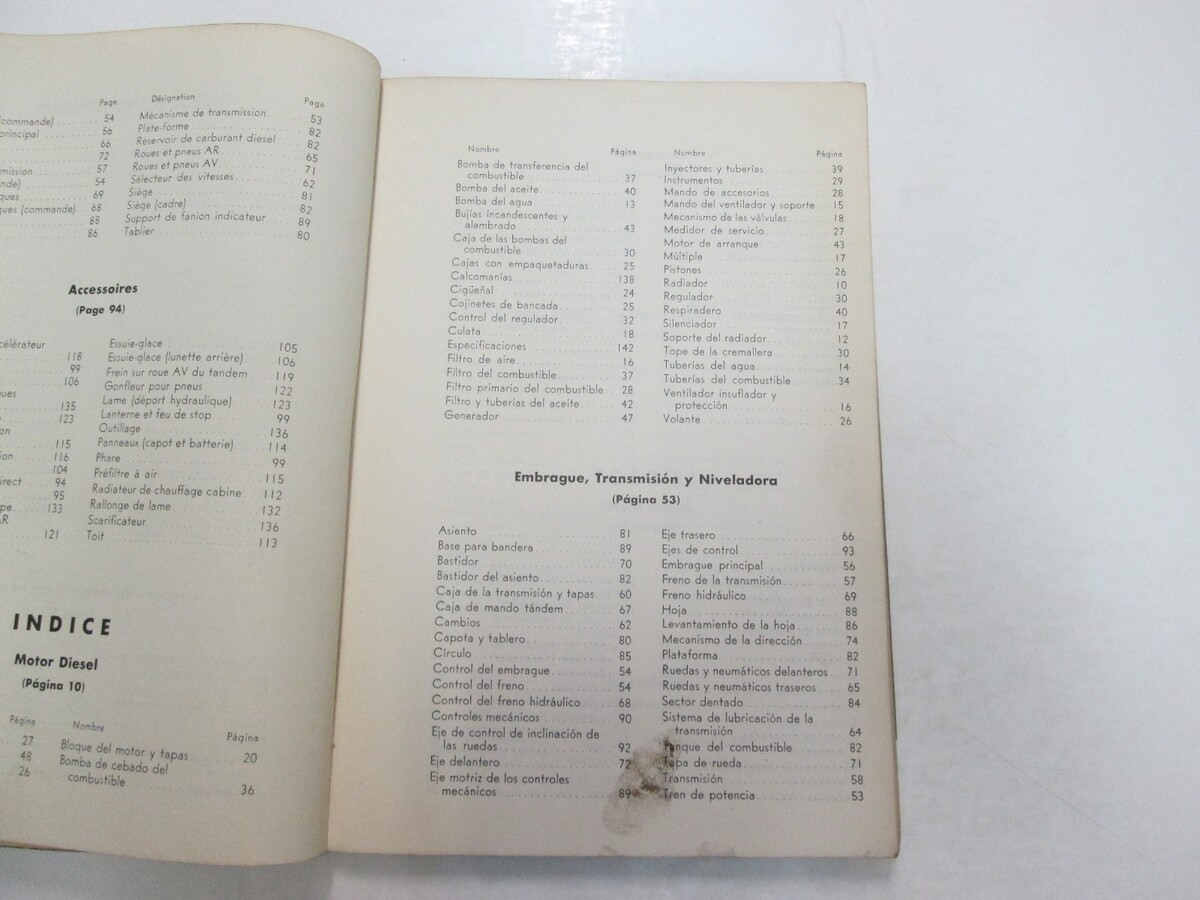 Page Désignation Page
(commande) 54 Mécanisme de transmission 53
principal 56 Plate-forme 82
66 Réservoir de carburant diesel 82
72 Roues et pneus AR 65
mission 57 Roues et pneus AV 71
nde) 54 Sélecteur des vitesses 62
ques 69 Siège 81
ques (commande) 68 Siège (cadre) 82
88 Support de fanion indicateur 89
86 Tablier 80
Accessoires
(Page 94)
célérateur Essuie-glace 105
118 Essuie-glace (lunette arrière) 106
99 Frein sur roue AV du tandem 119
106 Gonfleur pour pneus 122
ques Lame (déport hydraulique) 123
135 Lanterne et feu de stop 99
123 Outillage 136
on 115 Panneaux (capot et batterie) 114
ion 116 Phare 99
104 Préfiltre à air 115
irect 94 Radiateur de chauffage cabine 112
95 Rallonge de lame 132
pe 133 Scarificateur 136
AR 121 Toit 113
INDICE
Motor Diesel
(Página 10)
Página Nombre Página
27 Bloque del motor y tapas 20
48 Bomba de cebado del
26 combustible 36
Nombre Página
Bomba de transferencia del
combustible 37
Bomba del aceite 40
Bomba del agua 13
Bujías incandescentes y
alambrado 43
Caja de las bombas del
combustible 30
Cajas con empaquetaduras 25
Calcomanías 138
Cigüeñal 24
Cojinetes de bancada 25
Control del regulador 32
Culata 18
Especificaciones 142
Filtro de aire 16
Filtro del combustible 37
Filtro primario del combustible 28
Filtro y tuberías del aceite 42
Generador 47
Nombre Página
Inyectores y tuberías 39
Instrumentos 29
Mando de accesorios 28
Mando del ventilador y soporte 15
Mecanismo de las válvulas 18
Medidor de servicio 27
Motor de arranque 43
Múltiple 17
Pistones 26
Radiador 10
Regulador 30
Respiradero 40
Silenciador 17
Soporte del radiador 12
Tope de la cremallera 30
Tuberías del agua 14
Tuberías del combustible 34
Ventilador insuflador y
protección 16
Volante 26
Embrague, Transmisión y Niveladora
(Página 53)
Asiento 81
Base para bandera 89
Bastidor 70
Bastidor del asiento 82
Caja de la transmisión y tapas 60
Caja de mando tándem 67
Cambios 62
Capota y tablero 80
Círculo 85
Control del embrague 54
Control del freno 54
Control del freno hidráulico 68
Controles mecánicos 90
Eje de control de inclinación de
las ruedas 92
Eje delantero 72
Eje motriz de los controles
mecánicos 89
Eje trasero 66
Ejes de control 93
Embrague principal 56
Freno de la transmisión 57
Freno hidráulico 69
Hoja 88
Levantamiento de la hoja 86
Mecanismo de la dirección 74
Plataforma 82
Ruedas y neumáticos delanteros 71
Ruedas y neumáticos traseros 65
Sector dentado 84
Sistema de lubricación de la
transmisión 64
Tanque del combustible 82
Tapa de rueda 71
Transmisión 58
Tren de potencia 53